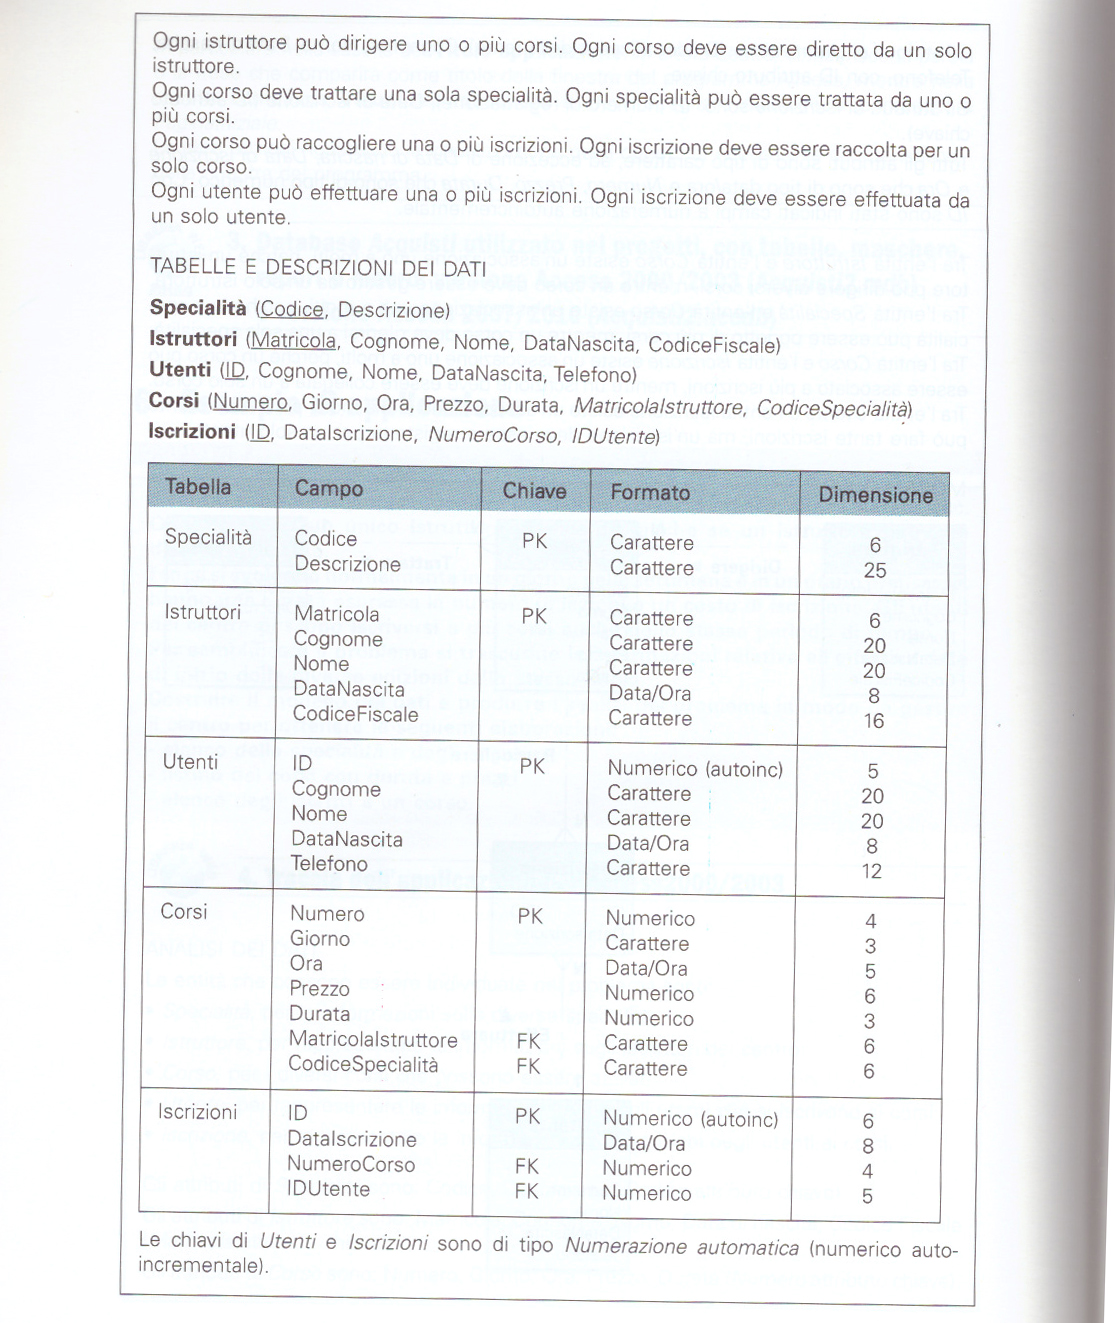 Ogni istruttore può dirigere uno o più corsi. Ogni corso deve essere diretto da un solo
istruttore.
Ogni corso deve trattare una sola specialità. Ogni specialità può essere trattata da uno o
più corsi.
Ogni corso può raccogliere una o più iscrizioni. Ogni iscrizione deve essere raccolta per un
solo corso.
Ogni utente può effettuare una o più iscrizioni. Ogni iscrizione deve essere effettuata da
un solo utente.
TABELLE E DESCRIZIONI DEI DATI
Specialità (Codice, Descrizione)
Istruttori (Matricola, Cognome, Nome, DataNascita, CodiceFiscale)
Utenti (ID, Cognome, Nome, DataNascita, Telefono)
Corsi (Numero, Giorno, Ora, Prezzo, Durata, MatricolaIstruttore, CodiceSpecialità)
Iscrizioni (ID, DataIscrizione, NumeroCorso, IDUtente)
Tabella Campo Chiave Formato Dimensione
Specialità Codice PK Carattere 6
Descrizione Carattere 25
Istruttori Matricola PK Carattere 6
Cognome Carattere 20
Nome Carattere 20
DataNascita Data/Ora 8
CodiceFiscale Carattere 16
Utenti ID PK Numerico (autoinc) 5
Cognome Carattere 20
Nome Carattere 20
DataNascita Data/Ora 8
Telefono Carattere 12
Corsi Numero PK Numerico 4
Giorno Carattere 3
Ora Data/Ora 5
Prezzo Numerico 6
Durata Numerico 3
MatricolaIstruttore FK Carattere 6
CodiceSpecialità FK Carattere 6
Iscrizioni ID PK Numerico (autoinc) 6
DataIscrizione Data/Ora 8
NumeroCorso FK Numerico 4
IDUtente FK Numerico 5
Le chiavi di Utenti e Iscrizioni sono di tipo Numerazione automatica (numerico auto-
incrementale).